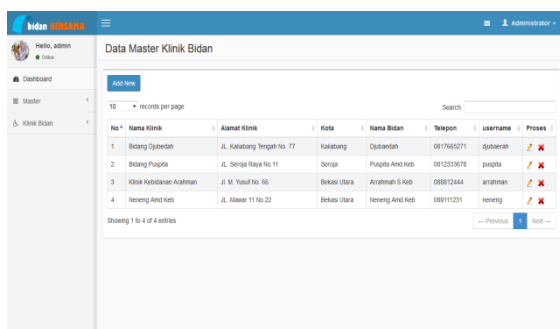 bidan BERSAMA
Administrator
Hello, admin
Online
Data Master Klinik Bidan
Dashboard
Master
Klinik Bidan
Add New
10 records per page
Search:
No Nama Klinik Alamat Klinik Kota Nama Bidan Telepon username Proses
1 Bidang Djubedah JL. Kaliabang Tengah No. 77 Kaliabang Djubaedah 0817665271 djubaerah
2 Bidang Puspita JL. Seroja Raya No.11 Seroja Puspita Amd.Keb 0812333678 puspita
3 Klinik Kebidanan Arahman Jl. M. Yusuf No. 66 Bekasi Utara Arrahmah S.Keb 088812444 arrahman
4 Neneng Amd Keb JL. Mawar 11 No.22 Bekasi Utara Neneng Amd.Keb 089111231 neneng
Showing 1 to 4 of 4 entries
← Previous 1 Next →